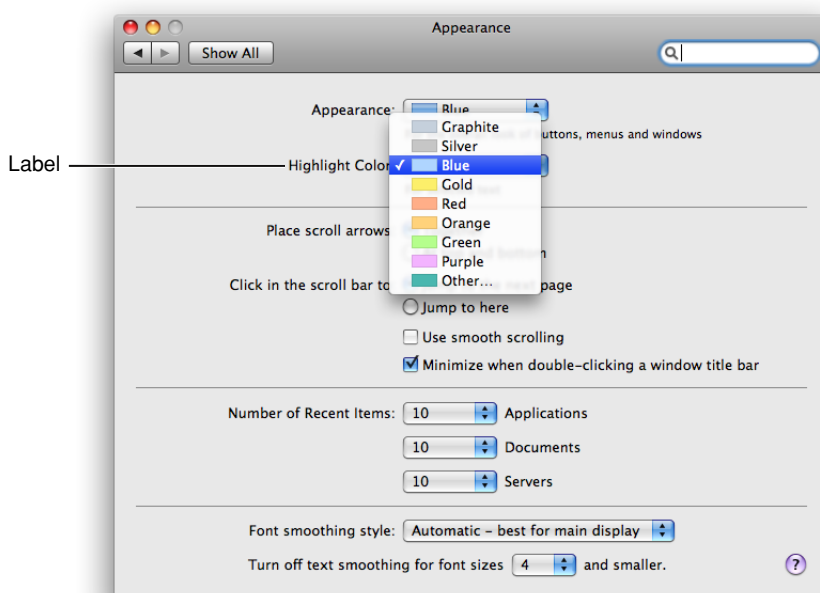 Appearance
Show All
Appearance: Blue
Graphite
buttons, menus and windows
Silver
Label
Highlight Color
✓ Blue
Gold
Red
Place scroll arrows
Orange
Green
Purple
Click in the scroll bar to
Other...
page
Jump to here
Use smooth scrolling
Minimize when double-clicking a window title bar
Number of Recent Items: 10 Applications
10 Documents
10 Servers
Font smoothing style: Automatic – best for main display
Turn off text smoothing for font sizes 4 and smaller. ?